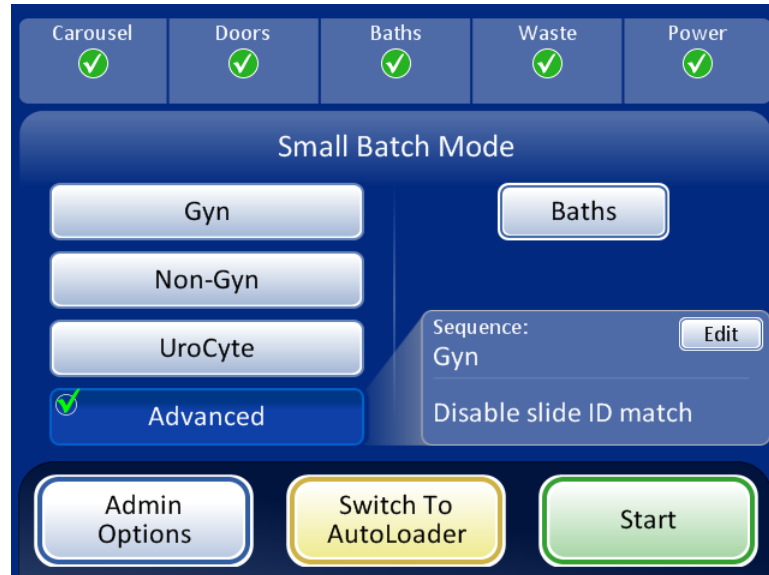 Carousel
Doors
Baths
Waste
Power
Small Batch Mode
Gyn
Baths
Non-Gyn
UroCyte
Sequence:
Gyn
Edit
Advanced
Disable slide ID match
Admin
Options
Switch To
AutoLoader
Start